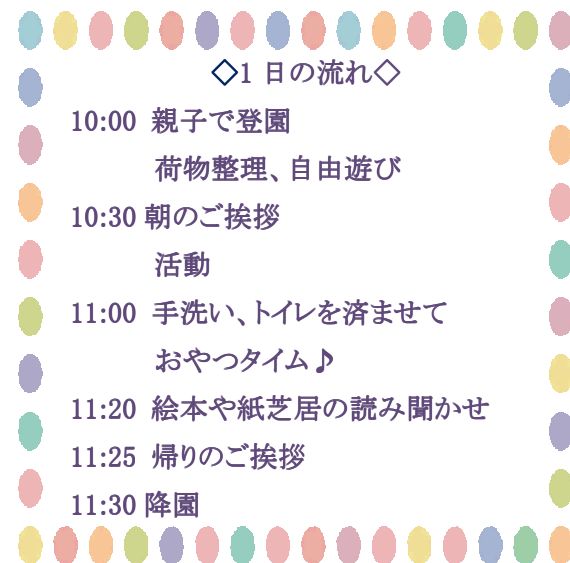 ◇1 日の流れ◇
10:00 親子で登園
荷物整理、自由遊び
10:30 朝のご挨拶
活動
11:00 手洗い、トイレを済ませて
おやつタイム♪
11:20 絵本や紙芝居の読み聞かせ
11:25 帰りのご挨拶
11:30 降園